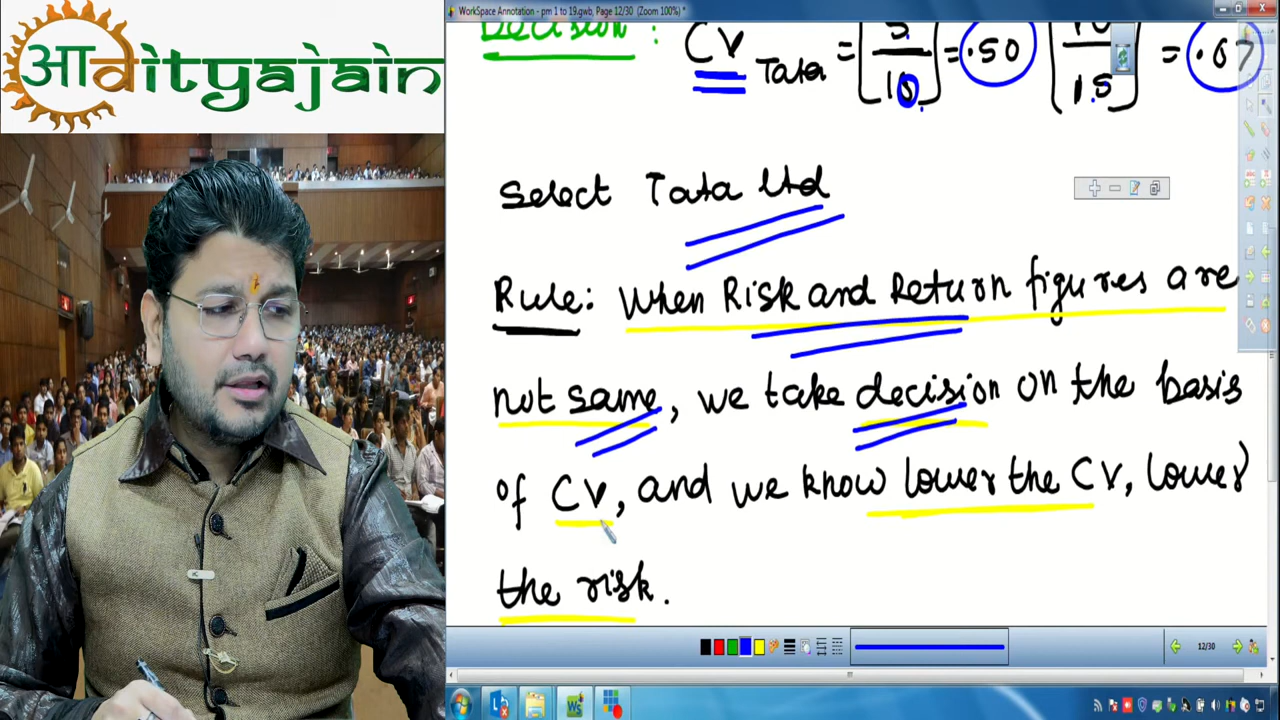 आdityajain
WorkSpace Annotation - pm 1 to 19.gwb, Page 12/30 (Zoom 100%) *
Decision :
CV Tata = [5/10] = .50 [10/15] = .67
Select Tata Ltd
Rule: When Risk and Return figures are
not same, we take decision on the basis
of CV, and we know lower the CV, lower
the risk.
12/30